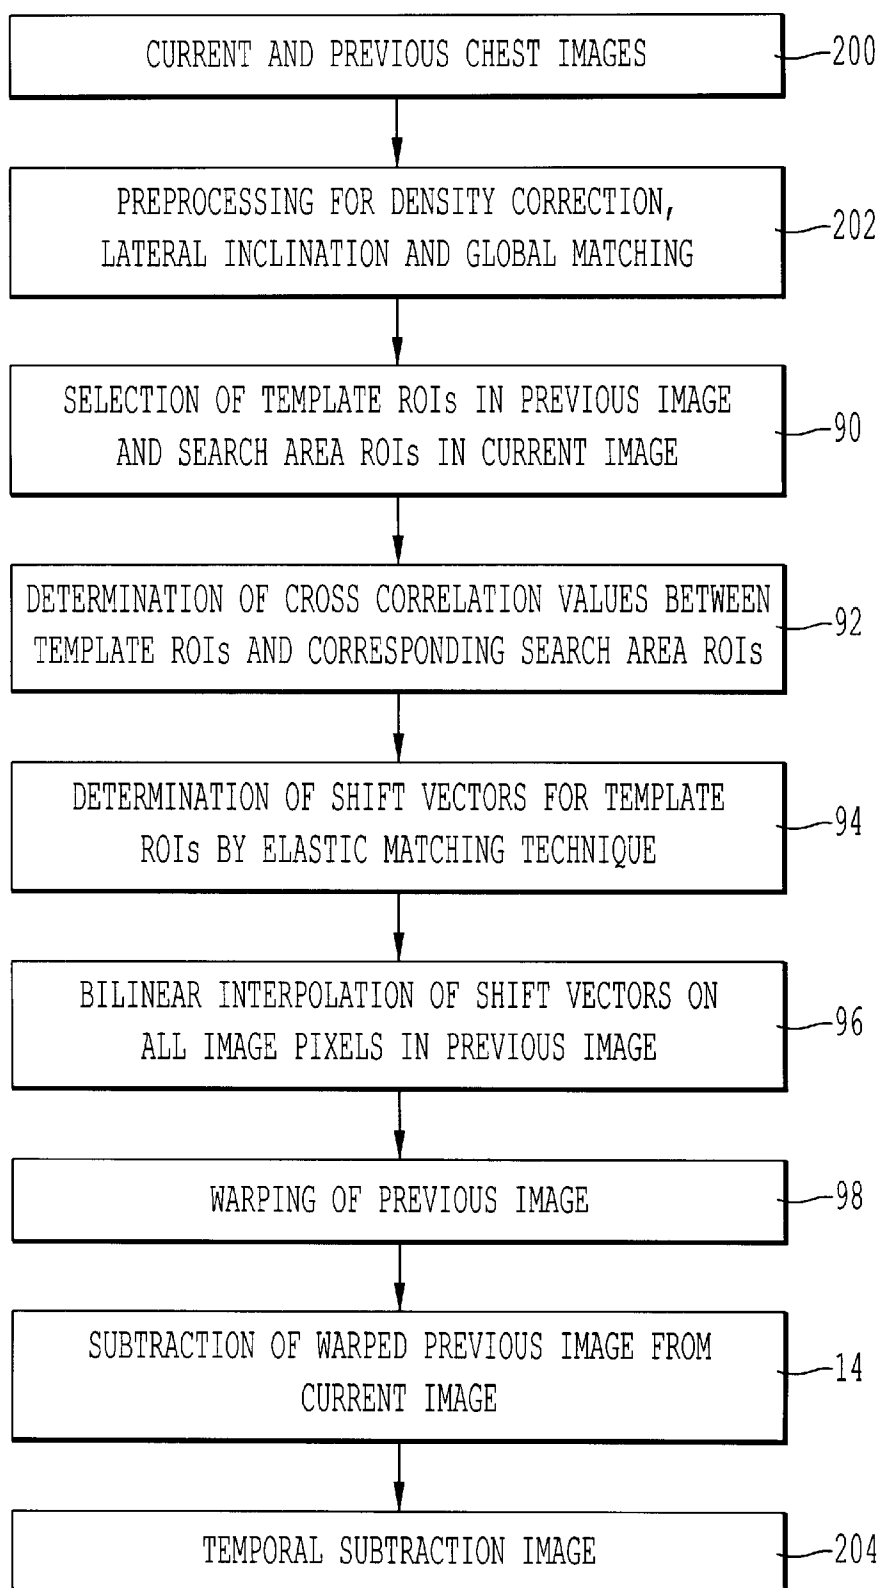 CURRENT AND PREVIOUS CHEST IMAGES
200
PREPROCESSING FOR DENSITY CORRECTION,
LATERAL INCLINATION AND GLOBAL MATCHING
202
SELECTION OF TEMPLATE ROIs IN PREVIOUS IMAGE
AND SEARCH AREA ROIs IN CURRENT IMAGE
90
DETERMINATION OF CROSS CORRELATION VALUES BETWEEN
TEMPLATE ROIs AND CORRESPONDING SEARCH AREA ROIs
92
DETERMINATION OF SHIFT VECTORS FOR TEMPLATE
ROIs BY ELASTIC MATCHING TECHNIQUE
94
BILINEAR INTERPOLATION OF SHIFT VECTORS ON
ALL IMAGE PIXELS IN PREVIOUS IMAGE
96
WARPING OF PREVIOUS IMAGE
98
SUBTRACTION OF WARPED PREVIOUS IMAGE FROM
CURRENT IMAGE
14
TEMPORAL SUBTRACTION IMAGE
204